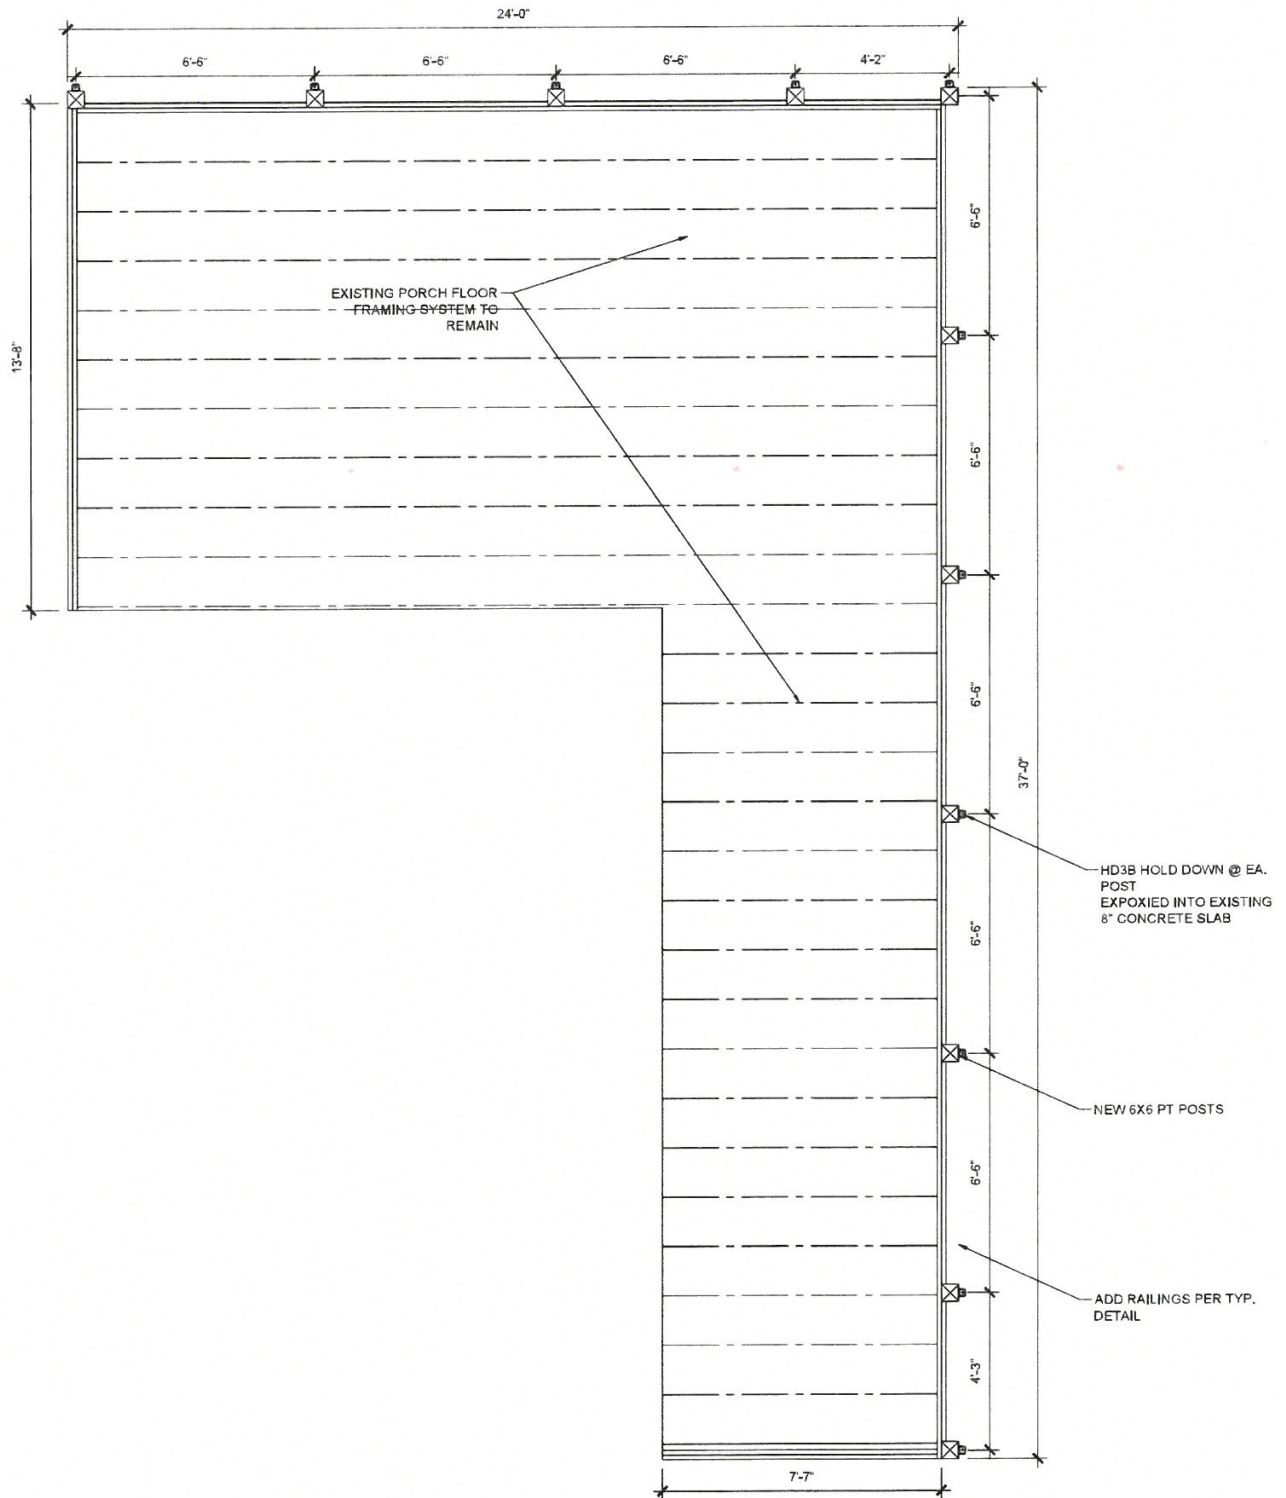 24'-0"
6'-6"
6'-6"
6'-6"
4'-2"
6'-6"
EXISTING PORCH FLOOR
FRAMING SYSTEM TO
REMAIN
13'-8"
6'-6"
6'-6"
37'-0"
HD3B HOLD DOWN @ EA.
POST
EXPOXIED INTO EXISTING
8" CONCRETE SLAB
6'-6"
NEW 6X6 PT POSTS
6'-6"
ADD RAILINGS PER TYP.
DETAIL
4'-3"
7'-7"